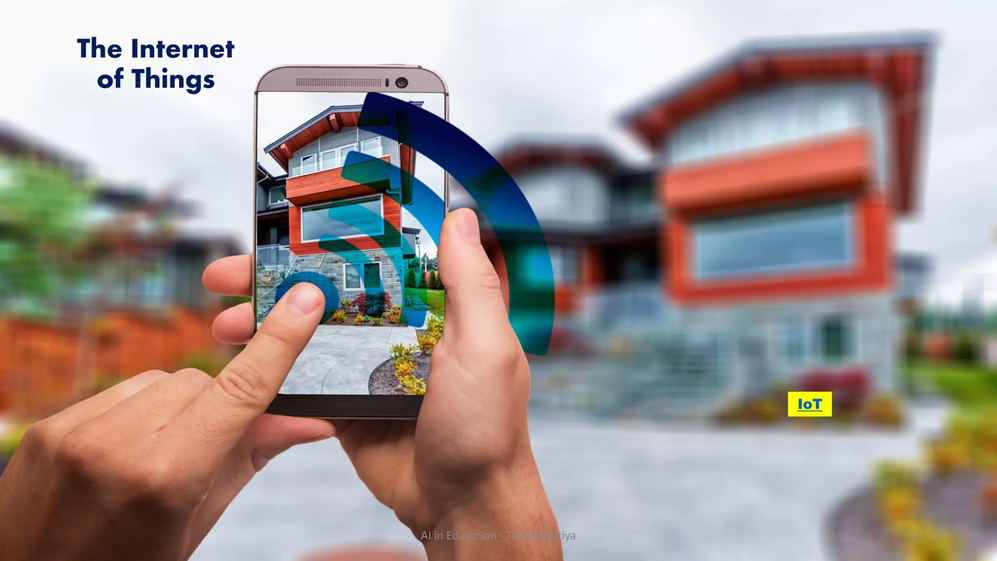 The Internet
of Things
IoT
AI in Education -